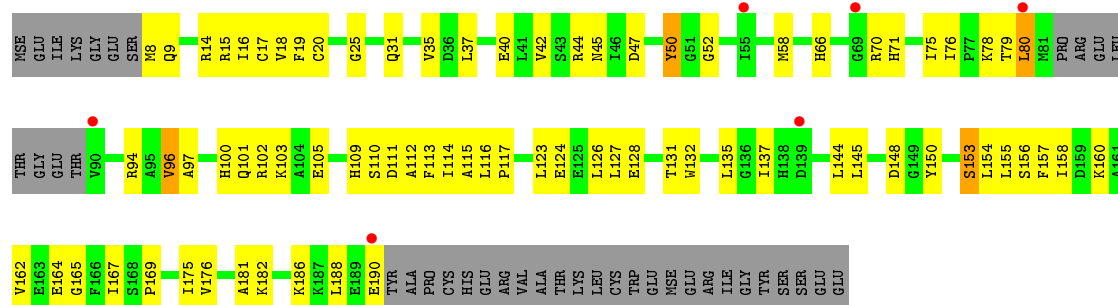 MSE GLU ILE LYS GLY GLU SER M8 Q9 R14 R15 I16 C17 V18 F19 C20 G25 Q31 V35 D36 L37 E40 L41 V42 S43 R44 N45 I46 D47 Y50 G51 G52 I55 M58 H66 G69 R70 H71 I75 I76 P77 K78 T79 L80 M81 PRO ARG GLU LEU
THR GLY GLU THR V90 R94 A95 V96 A97 H100 Q101 R102 K103 A104 E105 H109 S110 D111 A112 F113 I114 L115 L116 P117 L123 E124 E125 L126 L127 E128 T131 W132 L135 G136 I137 H138 D139 L144 L145 D148 G149 Y150 S153 L154 L155 S156 F157 I158 D159 K160 A161
V162 E163 E164 G165 F166 I167 S168 P169 I175 V176 A181 K182 K186 K187 L188 E189 E190 TYR ALA PRO CYS HIS GLU ARG VAL ALA THR LYS LEU CYS TRP GLU MSE GLU ARG ILE GLY TYR SER SER GLU GLU